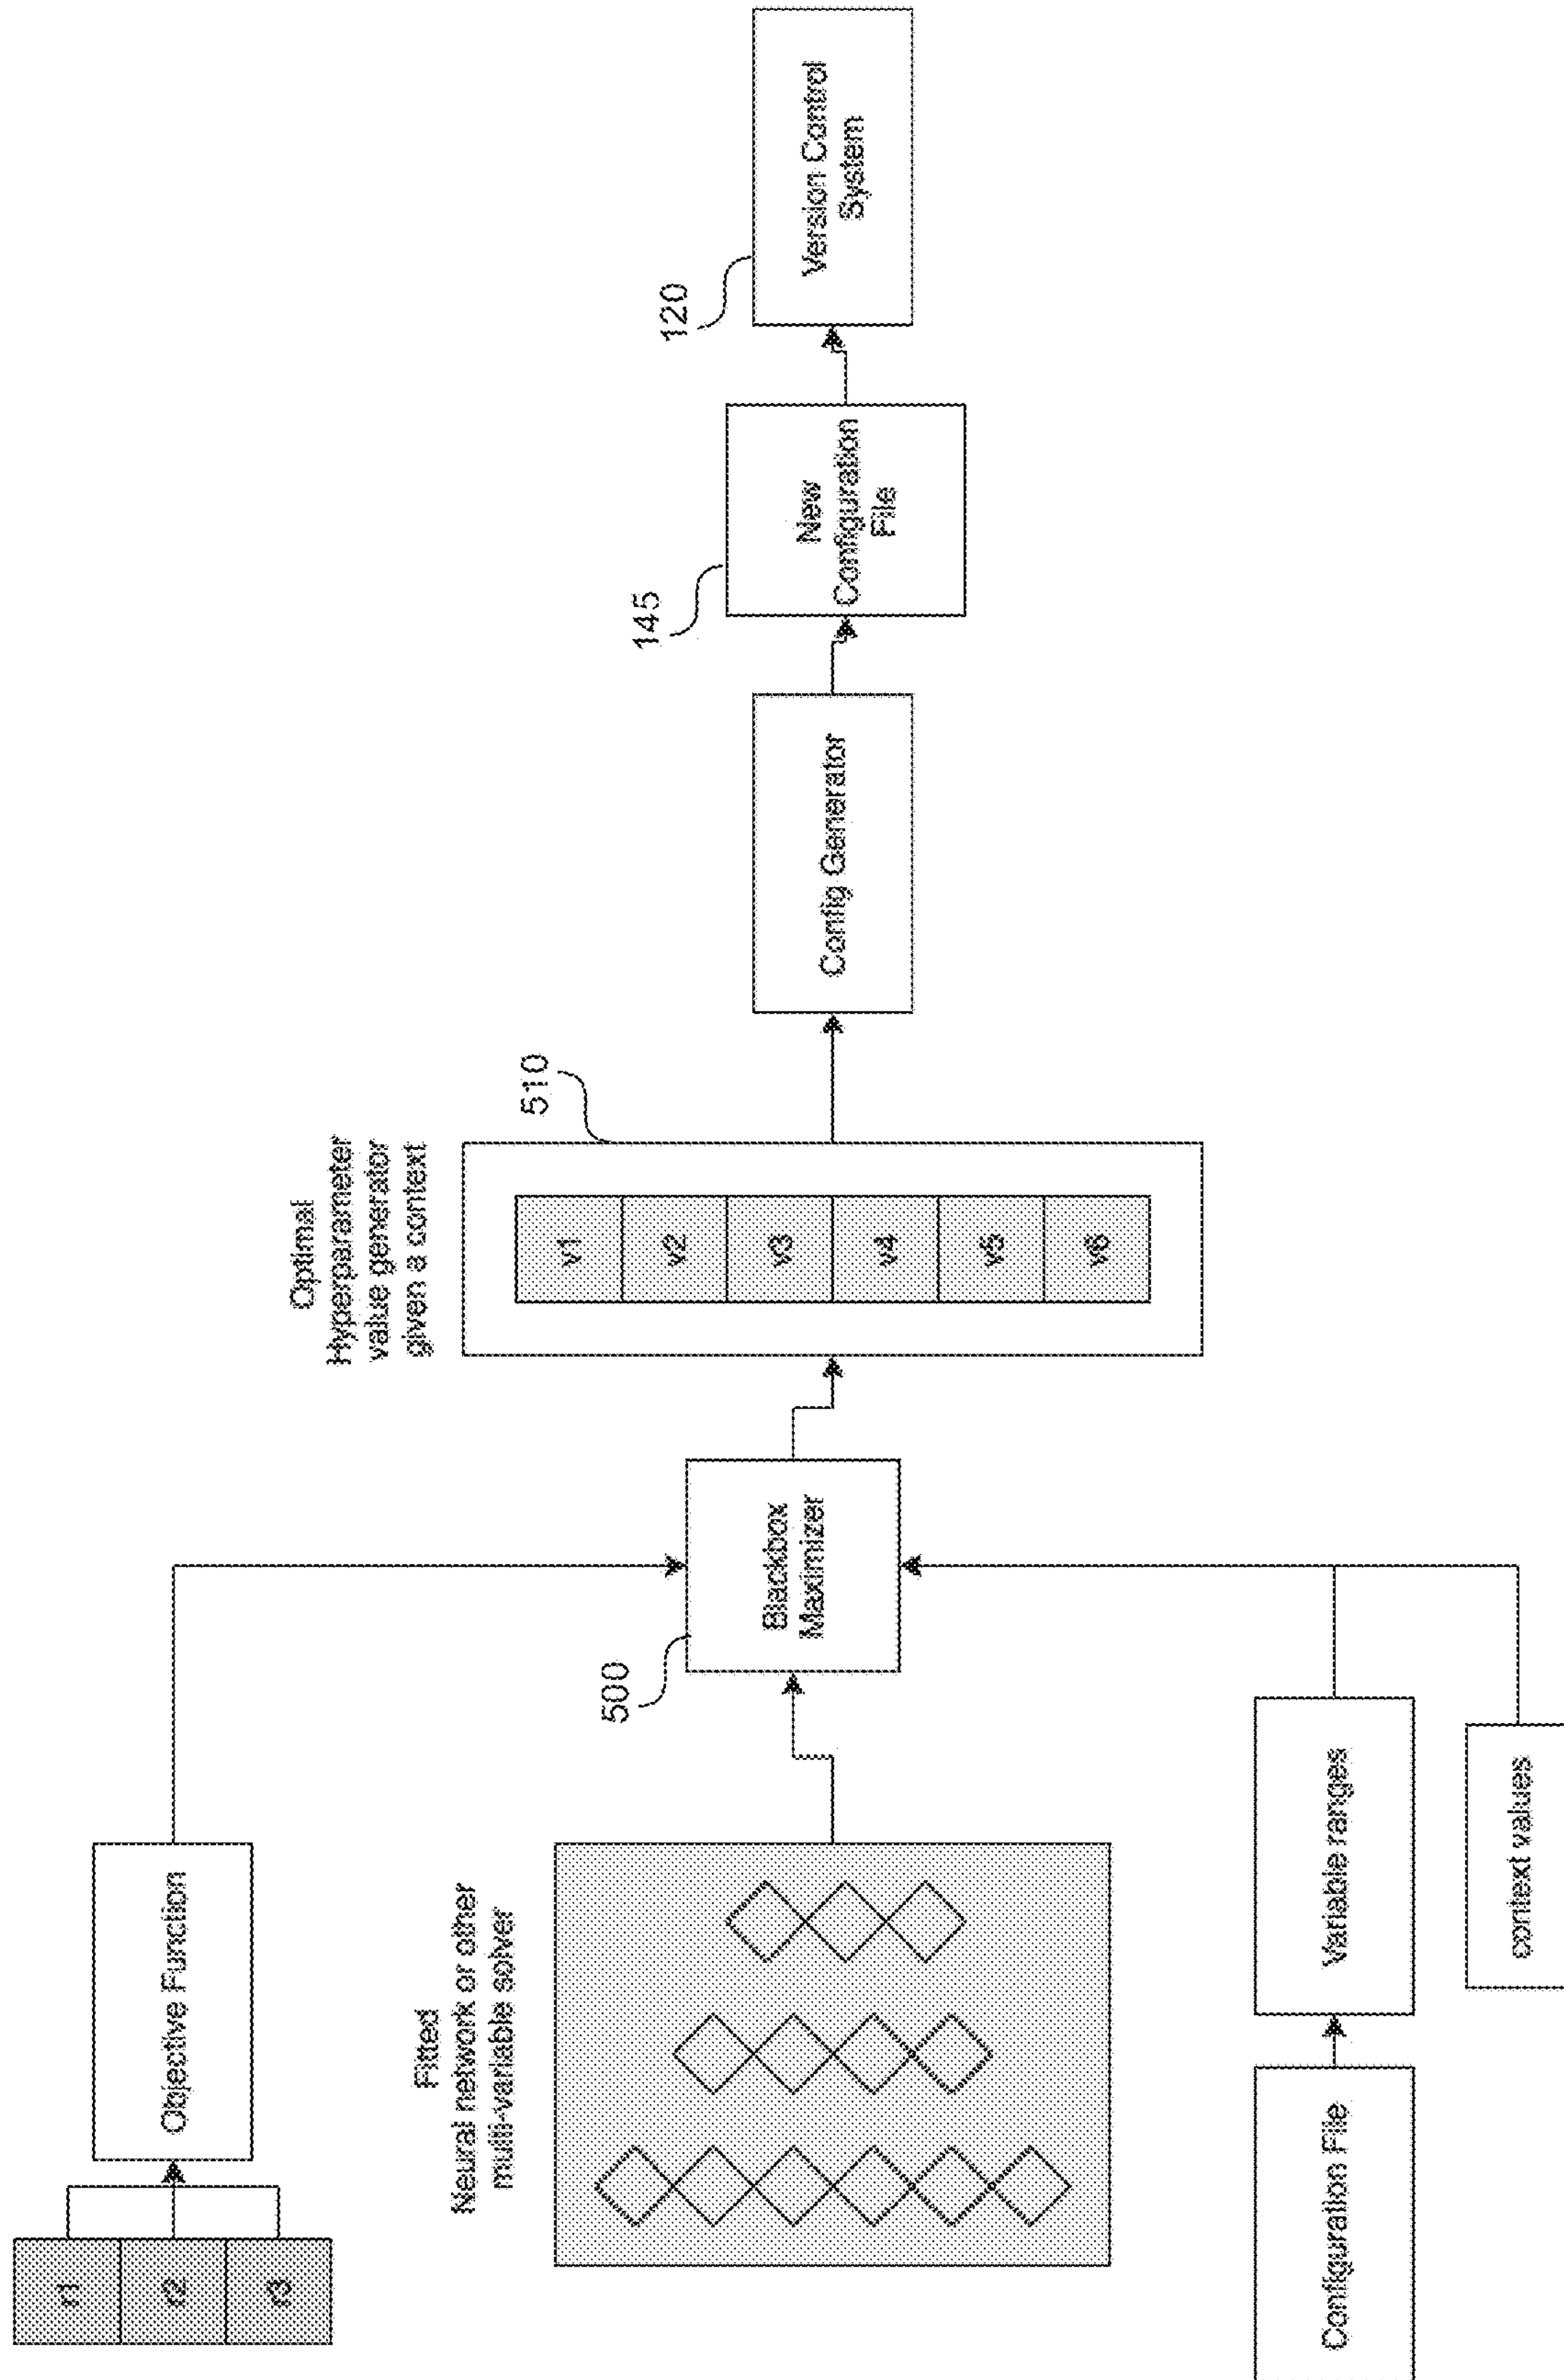 r1
r2
r3
Objective Function
Fitted
Neural network or other
multi-variable solver
Configuration File
Variable ranges
context values
500
Blackbox
Maximizer
Optimal
Hyperparameter
value generator
given a context
510
v1
v2
v3
v4
v5
v6
Config Generator
145
New
Configuration
File
120
Version Control
System